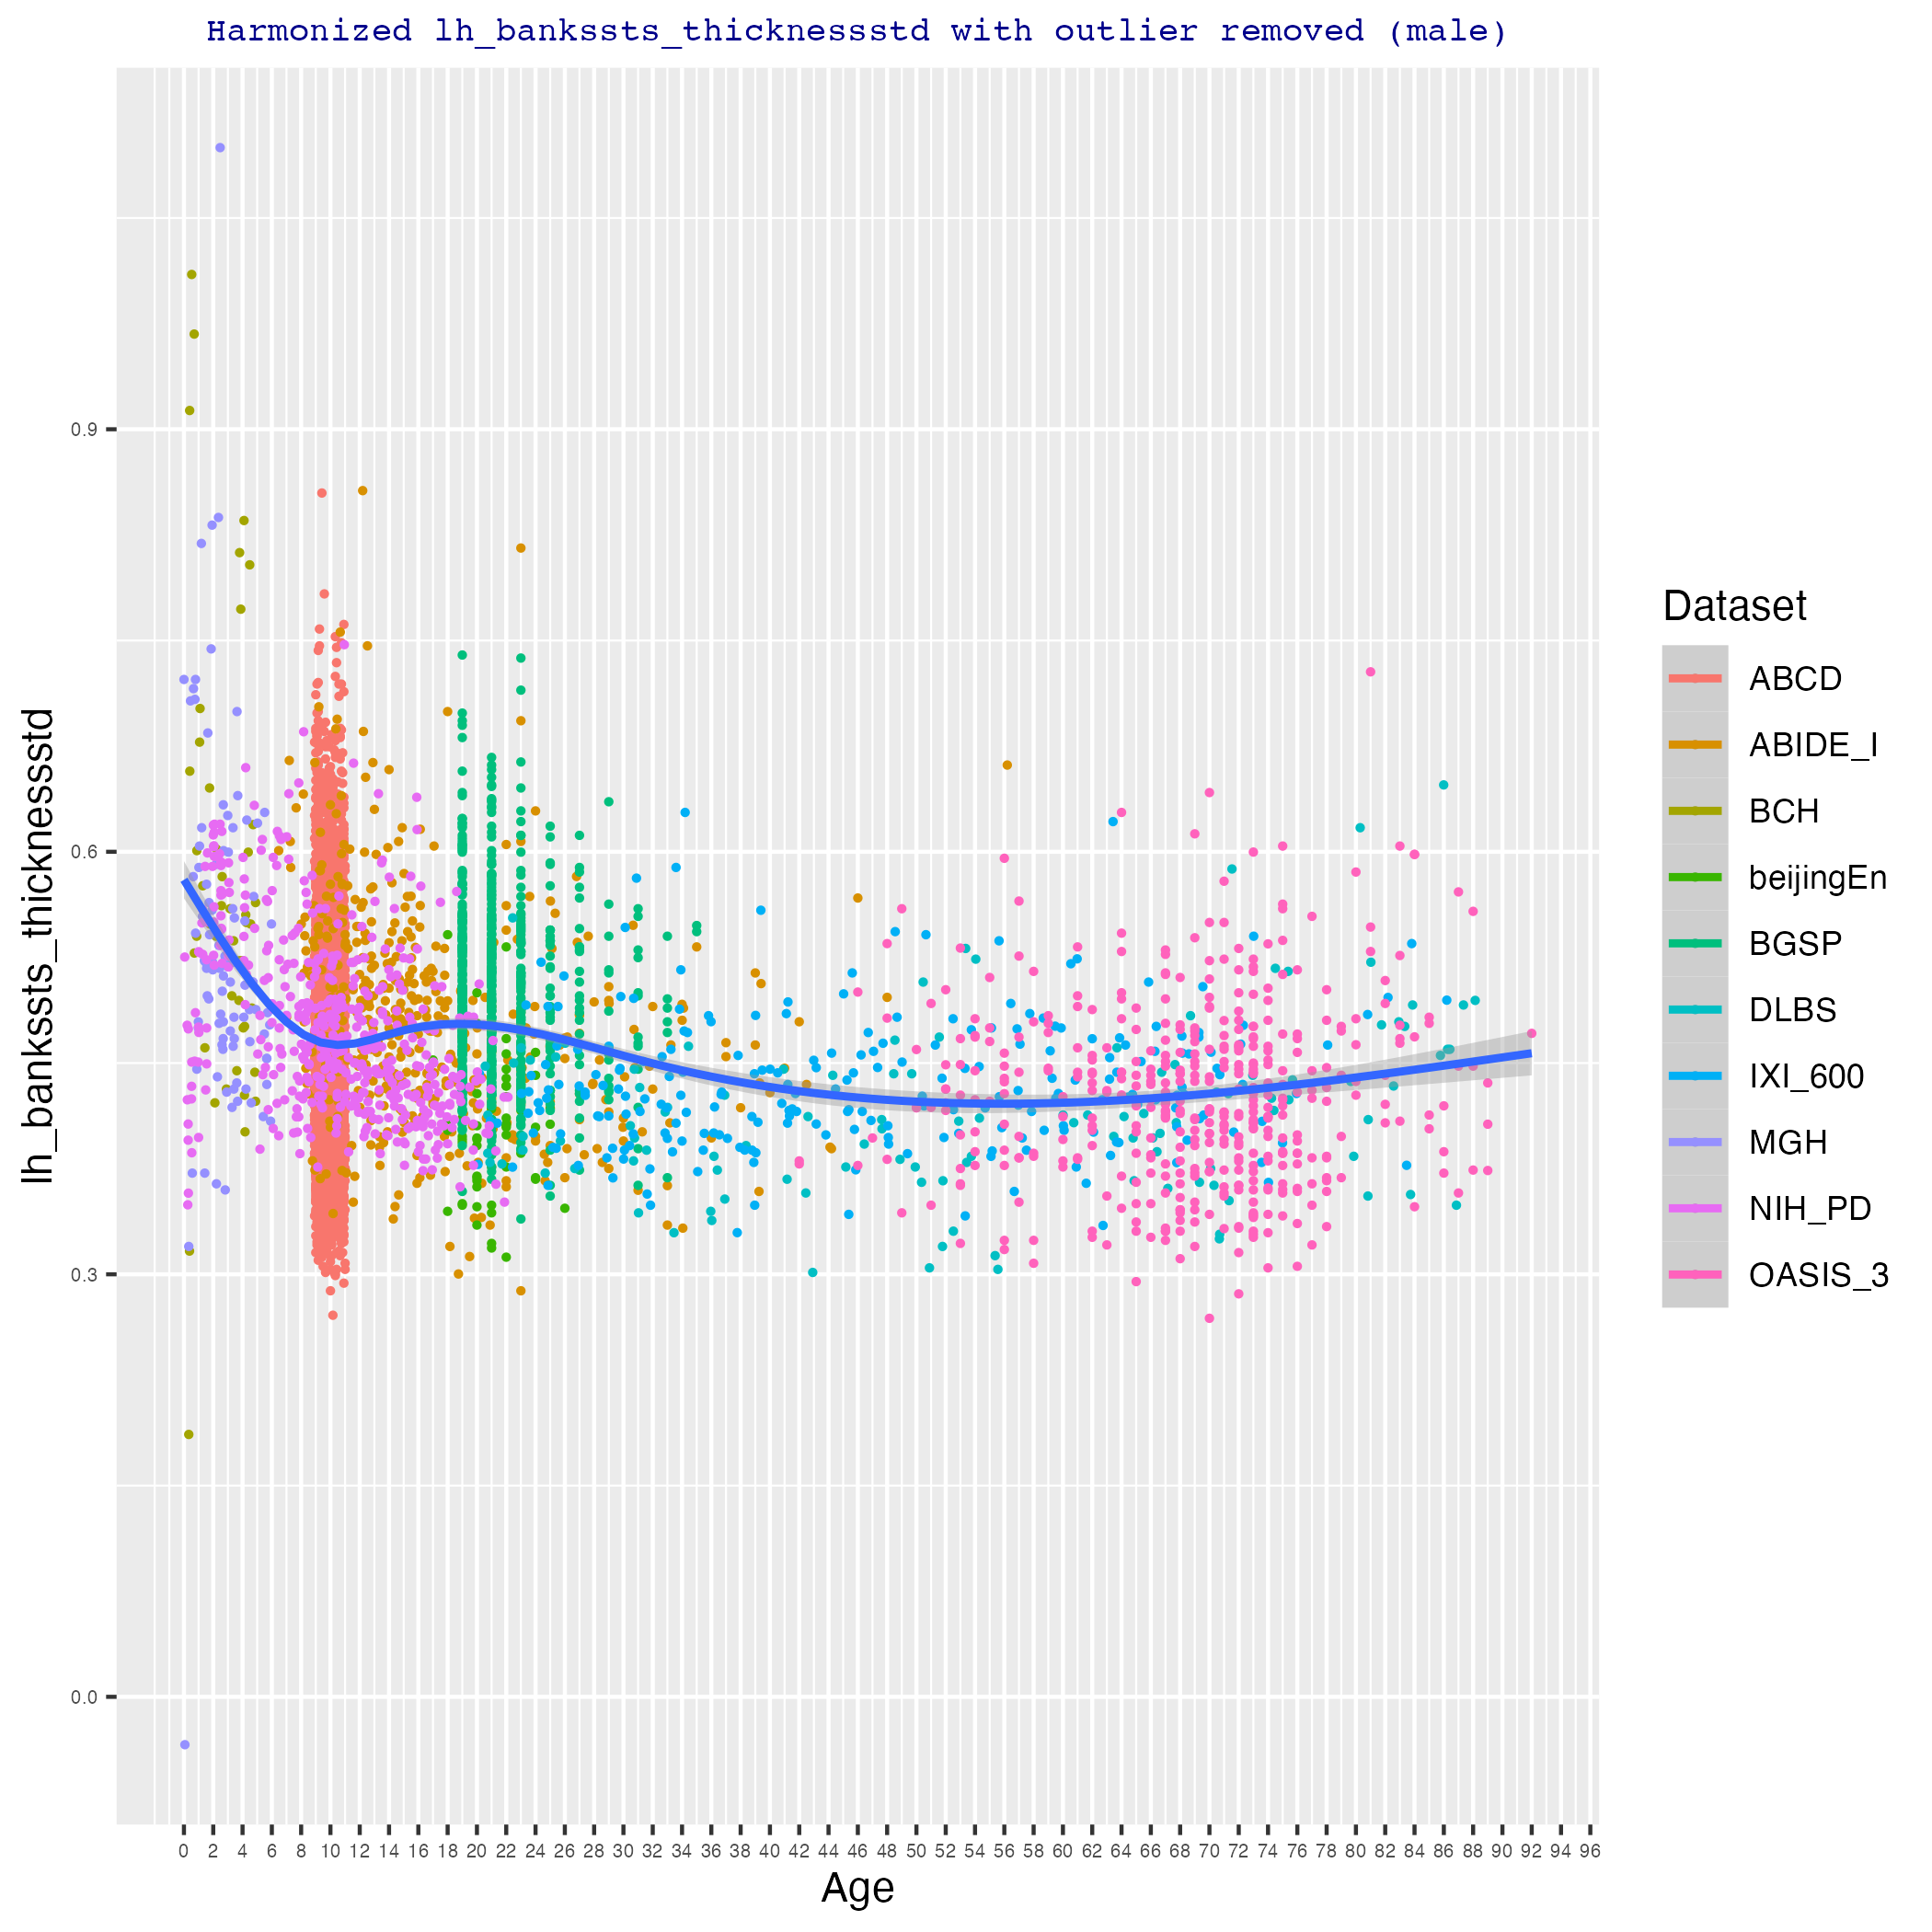 Harmonized lh_bankssts_thicknessstd with outlier removed (male)
lh_bankssts_thicknessstd
0.9
0.6
0.3
0.0
0 2 4 6 8 10 12 14 16 18 20 22 24 26 28 30 32 34 36 38 40 42 44 46 48 50 52 54 56 58 60 62 64 66 68 70 72 74 76 78 80 82 84 86 88 90 92 94 96
Age
Dataset
ABCD
ABIDE_I
BCH
beijingEn
BGSP
DLBS
IXI_600
MGH
NIH_PD
OASIS_3